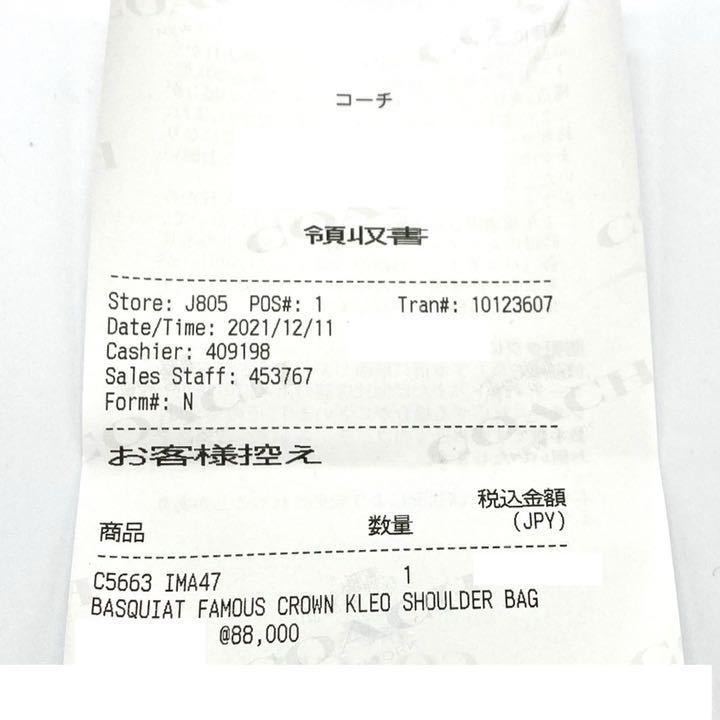 コーチ
領収書
Store: J805 POS#: 1 Tran#: 10123607
Date/Time: 2021/12/11
Cashier: 409198
Sales Staff: 453767
Form#: N
お客様控え
税込金額
商品 数量 (JPY)
C5663 IMA47 1
BASQUIAT FAMOUS CROWN KLEO SHOULDER BAG
@88,000